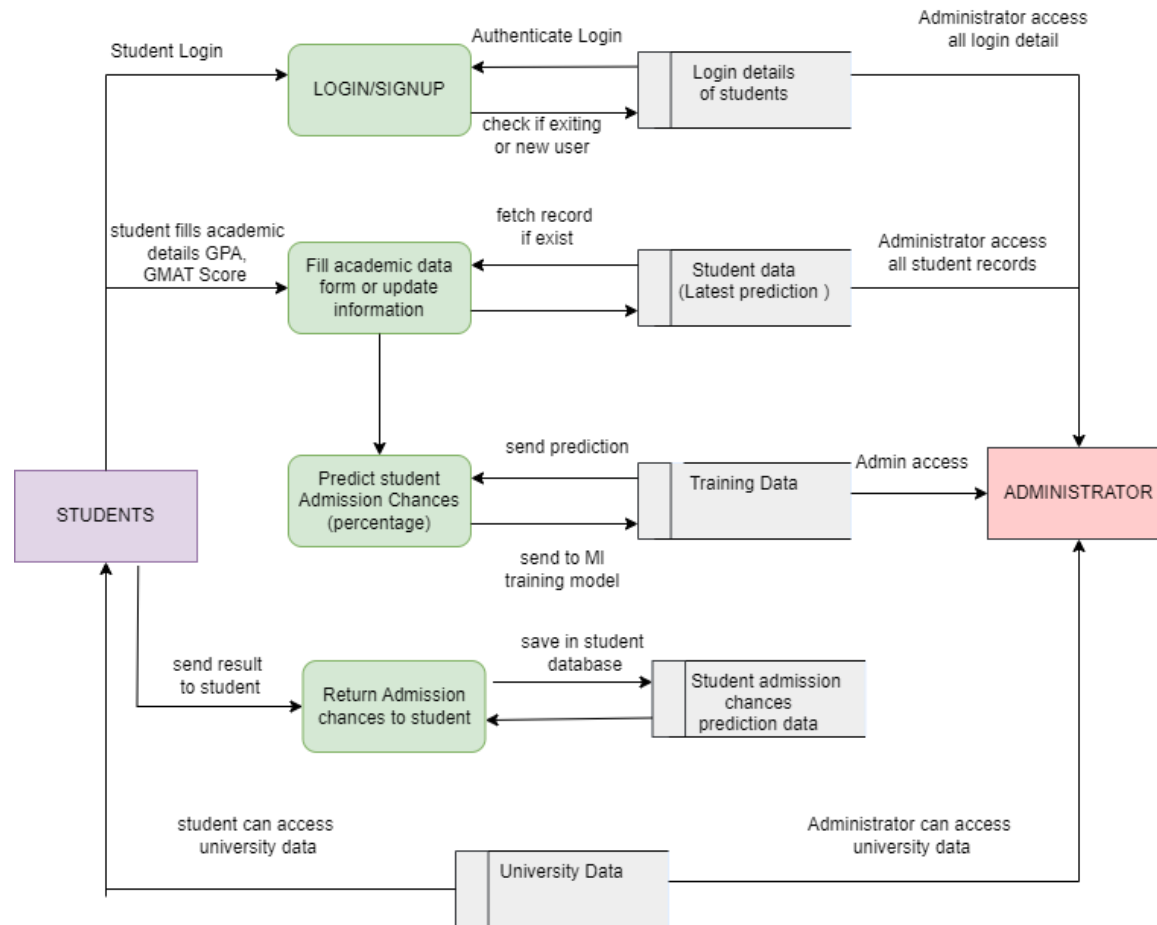 Administrator access
all login detail
Student Login
Authenticate Login
LOGIN/SIGNUP
Login details
of students
check if exiting
or new user
student fills academic
details GPA,
GMAT Score
fetch record
if exist
Administrator access
all student records
Fill academic data
form or update
information
Student data
(Latest prediction )
send prediction
Admin access
Predict student
Admission Chances
(percentage)
Training Data
STUDENTS
ADMINISTRATOR
send to MI
training model
save in student
database
send result
to student
Return Admission
chances to student
Student admission
chances
prediction data
student can access
university data
Administrator can access
university data
University Data